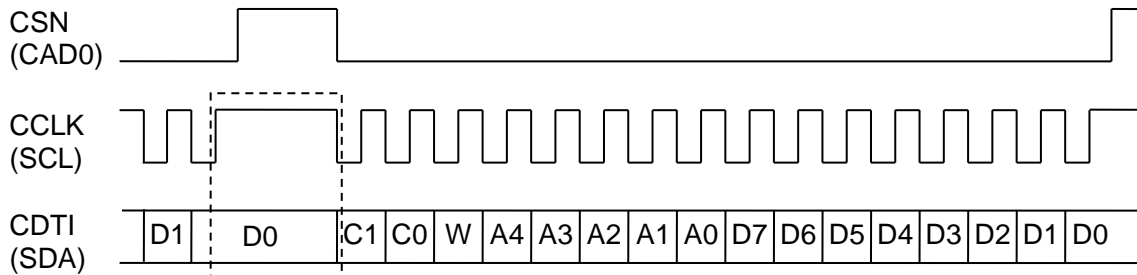 CSN
(CAD0)
CCLK
(SCL)
CDTI
(SDA)
D1 D0 C1 C0 W A4 A3 A2 A1 A0 D7 D6 D5 D4 D3 D2 D1 D0